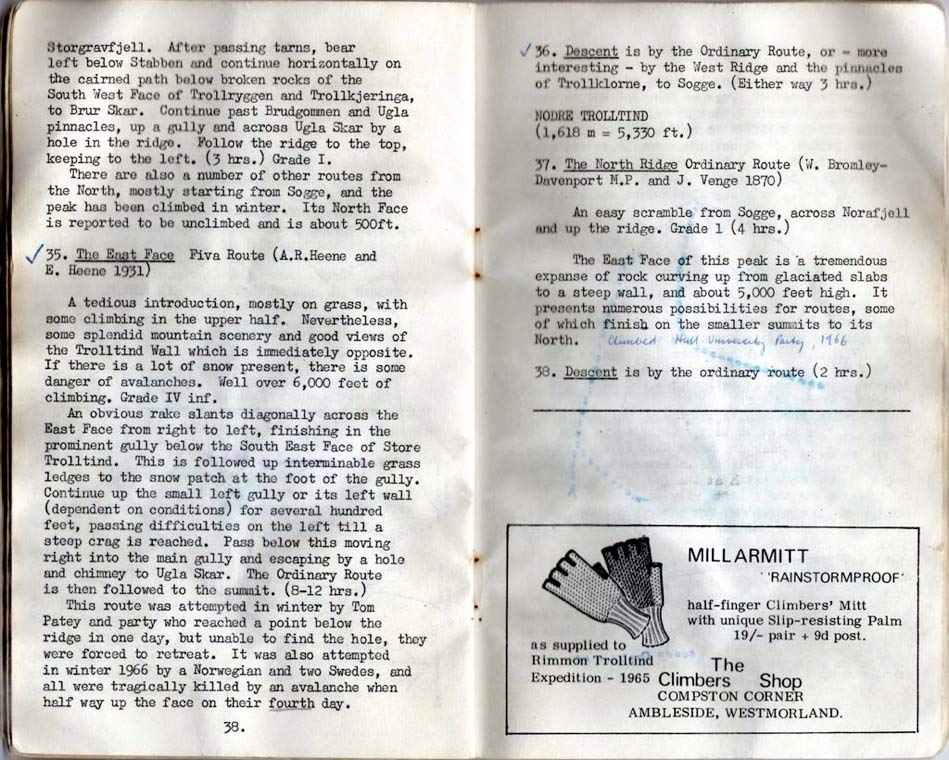 Storgravfjell. After passing tarns, bear
left below Stabben and continue horizontally on
the cairned path below broken rocks of the
South West Face of Trollryggen and Trollkjeringa,
to Brur Skar. Continue past Brudgommen and Ugla
pinnacles, up a gully and across Ugla Skar by a
hole in the ridge. Follow the ridge to the top,
keeping to the left. (3 hrs.) Grade I.
There are also a number of other routes from
the North, mostly starting from Sogge, and the
peak has been climbed in winter. Its North Face
is reported to be unclimbed and is about 500ft.
✓35. The East Face Fiva Route (A.R.Heene and
E. Heene 1931)
A tedious introduction, mostly on grass, with
some climbing in the upper half. Nevertheless,
some splendid mountain scenery and good views of
the Trolltind Wall which is immediately opposite.
If there is a lot of snow present, there is some
danger of avalanches. Well over 6,000 feet of
climbing. Grade IV inf.
An obvious rake slants diagonally across the
East Face from right to left, finishing in the
prominent gully below the South East Face of Store
Trolltind. This is followed up interminable grass
ledges to the snow patch at the foot of the gully.
Continue up the small left gully or its left wall
(dependent on conditions) for several hundred
feet, passing difficulties on the left till a
steep crag is reached. Pass below this moving
right into the main gully and escaping by a hole
and chimney to Ugla Skar. The Ordinary Route
is then followed to the summit. (8-12 hrs.)
This route was attempted in winter by Tom
Patey and party who reached a point below the
ridge in one day, but unable to find the hole, they
were forced to retreat. It was also attempted
in winter 1966 by a Norwegian and two Swedes, and
all were tragically killed by an avalanche when
half way up the face on their fourth day.
38.
✓36. Descent is by the Ordinary Route, or - more
interesting - by the West Ridge and the pinnacles
of Trollklorne, to Sogge. (Either way 3 hrs.)
NODRE TROLLTIND
(1,618 m = 5,330 ft.)
37. The North Ridge Ordinary Route (W. Bromley-
Davenport M.P. and J. Venge 1870)
An easy scramble from Sogge, across Norafjell
and up the ridge. Grade 1 (4 hrs.)
The East Face of this peak is a tremendous
expanse of rock curving up from glaciated slabs
to a steep wall, and about 5,000 feet high. It
presents numerous possibilities for routes, some
of which finish on the smaller summits to its
North. Climbed Hull University Party, 1966
38. Descent is by the ordinary route (2 hrs.)
MILLARMITT
'RAINSTORMPROOF'
half-finger Climbers' Mitt
with unique Slip-resisting Palm
19/- pair + 9d post.
as supplied to
Rimmon Trolltind
Expedition - 1965
The
Climbers Shop
COMPSTON CORNER
AMBLESIDE, WESTMORLAND.